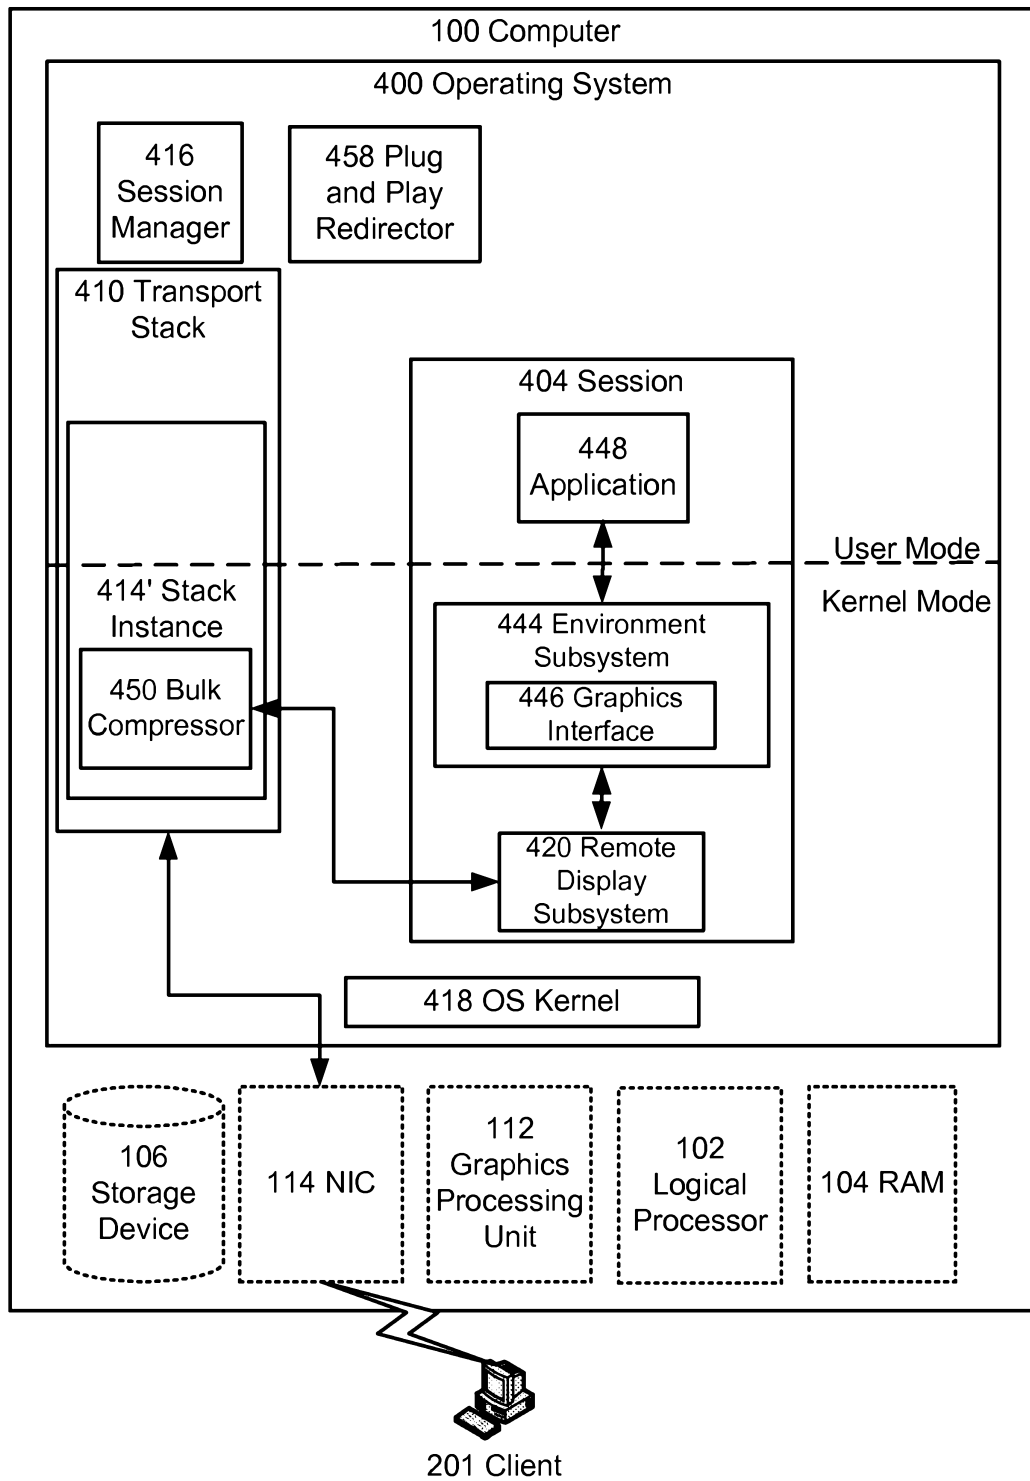 100 Computer
400 Operating System
416
Session
Manager
458 Plug
and Play
Redirector
410 Transport
Stack
404 Session
448
Application
User Mode
Kernel Mode
414' Stack
Instance
450 Bulk
Compressor
444 Environment
Subsystem
446 Graphics
Interface
420 Remote
Display
Subsystem
418 OS Kernel
106
Storage
Device
114 NIC
112
Graphics
Processing
Unit
102
Logical
Processor
104 RAM
201 Client